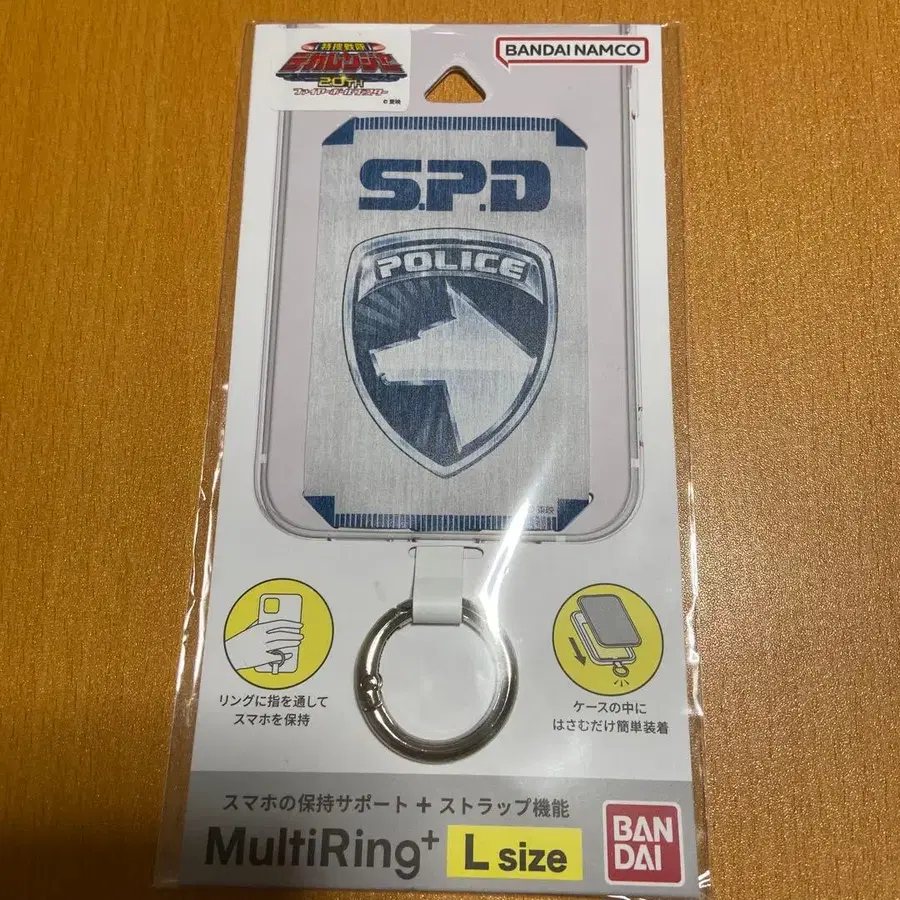 特捜戦隊
デカレンジャー
20TH
ファイヤーボール・ブースター
©東映
BANDAI NAMCO
S.P.D
POLICE
東映
リングに指を通して
スマホを保持
ケースの中に
はさむだけ簡単装着
スマホの保持サポート + ストラップ機能
MultiRing+
L size
BAN
DAI